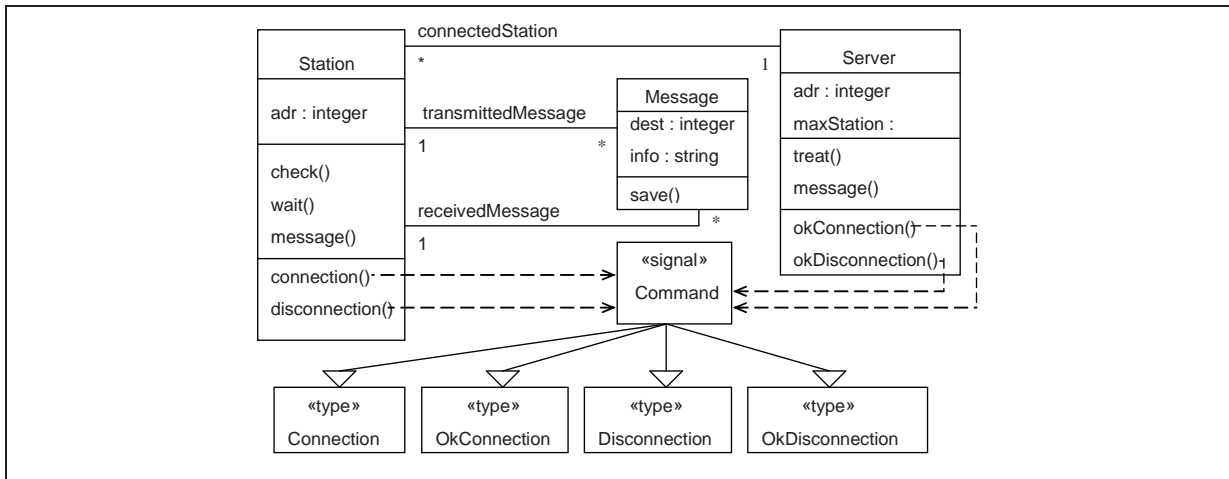 connectedStation
*
1
Station
adr : integer
check()
wait()
message()
connection()
disconnection()
transmittedMessage
1
*
receivedMessage
1
*
Message
dest : integer
info : string
save()
Server
adr : integer
maxStation :
treat()
message()
okConnection()
okDisconnection()
«signal»
Command
«type»
Connection
«type»
OkConnection
«type»
Disconnection
«type»
OkDisconnection